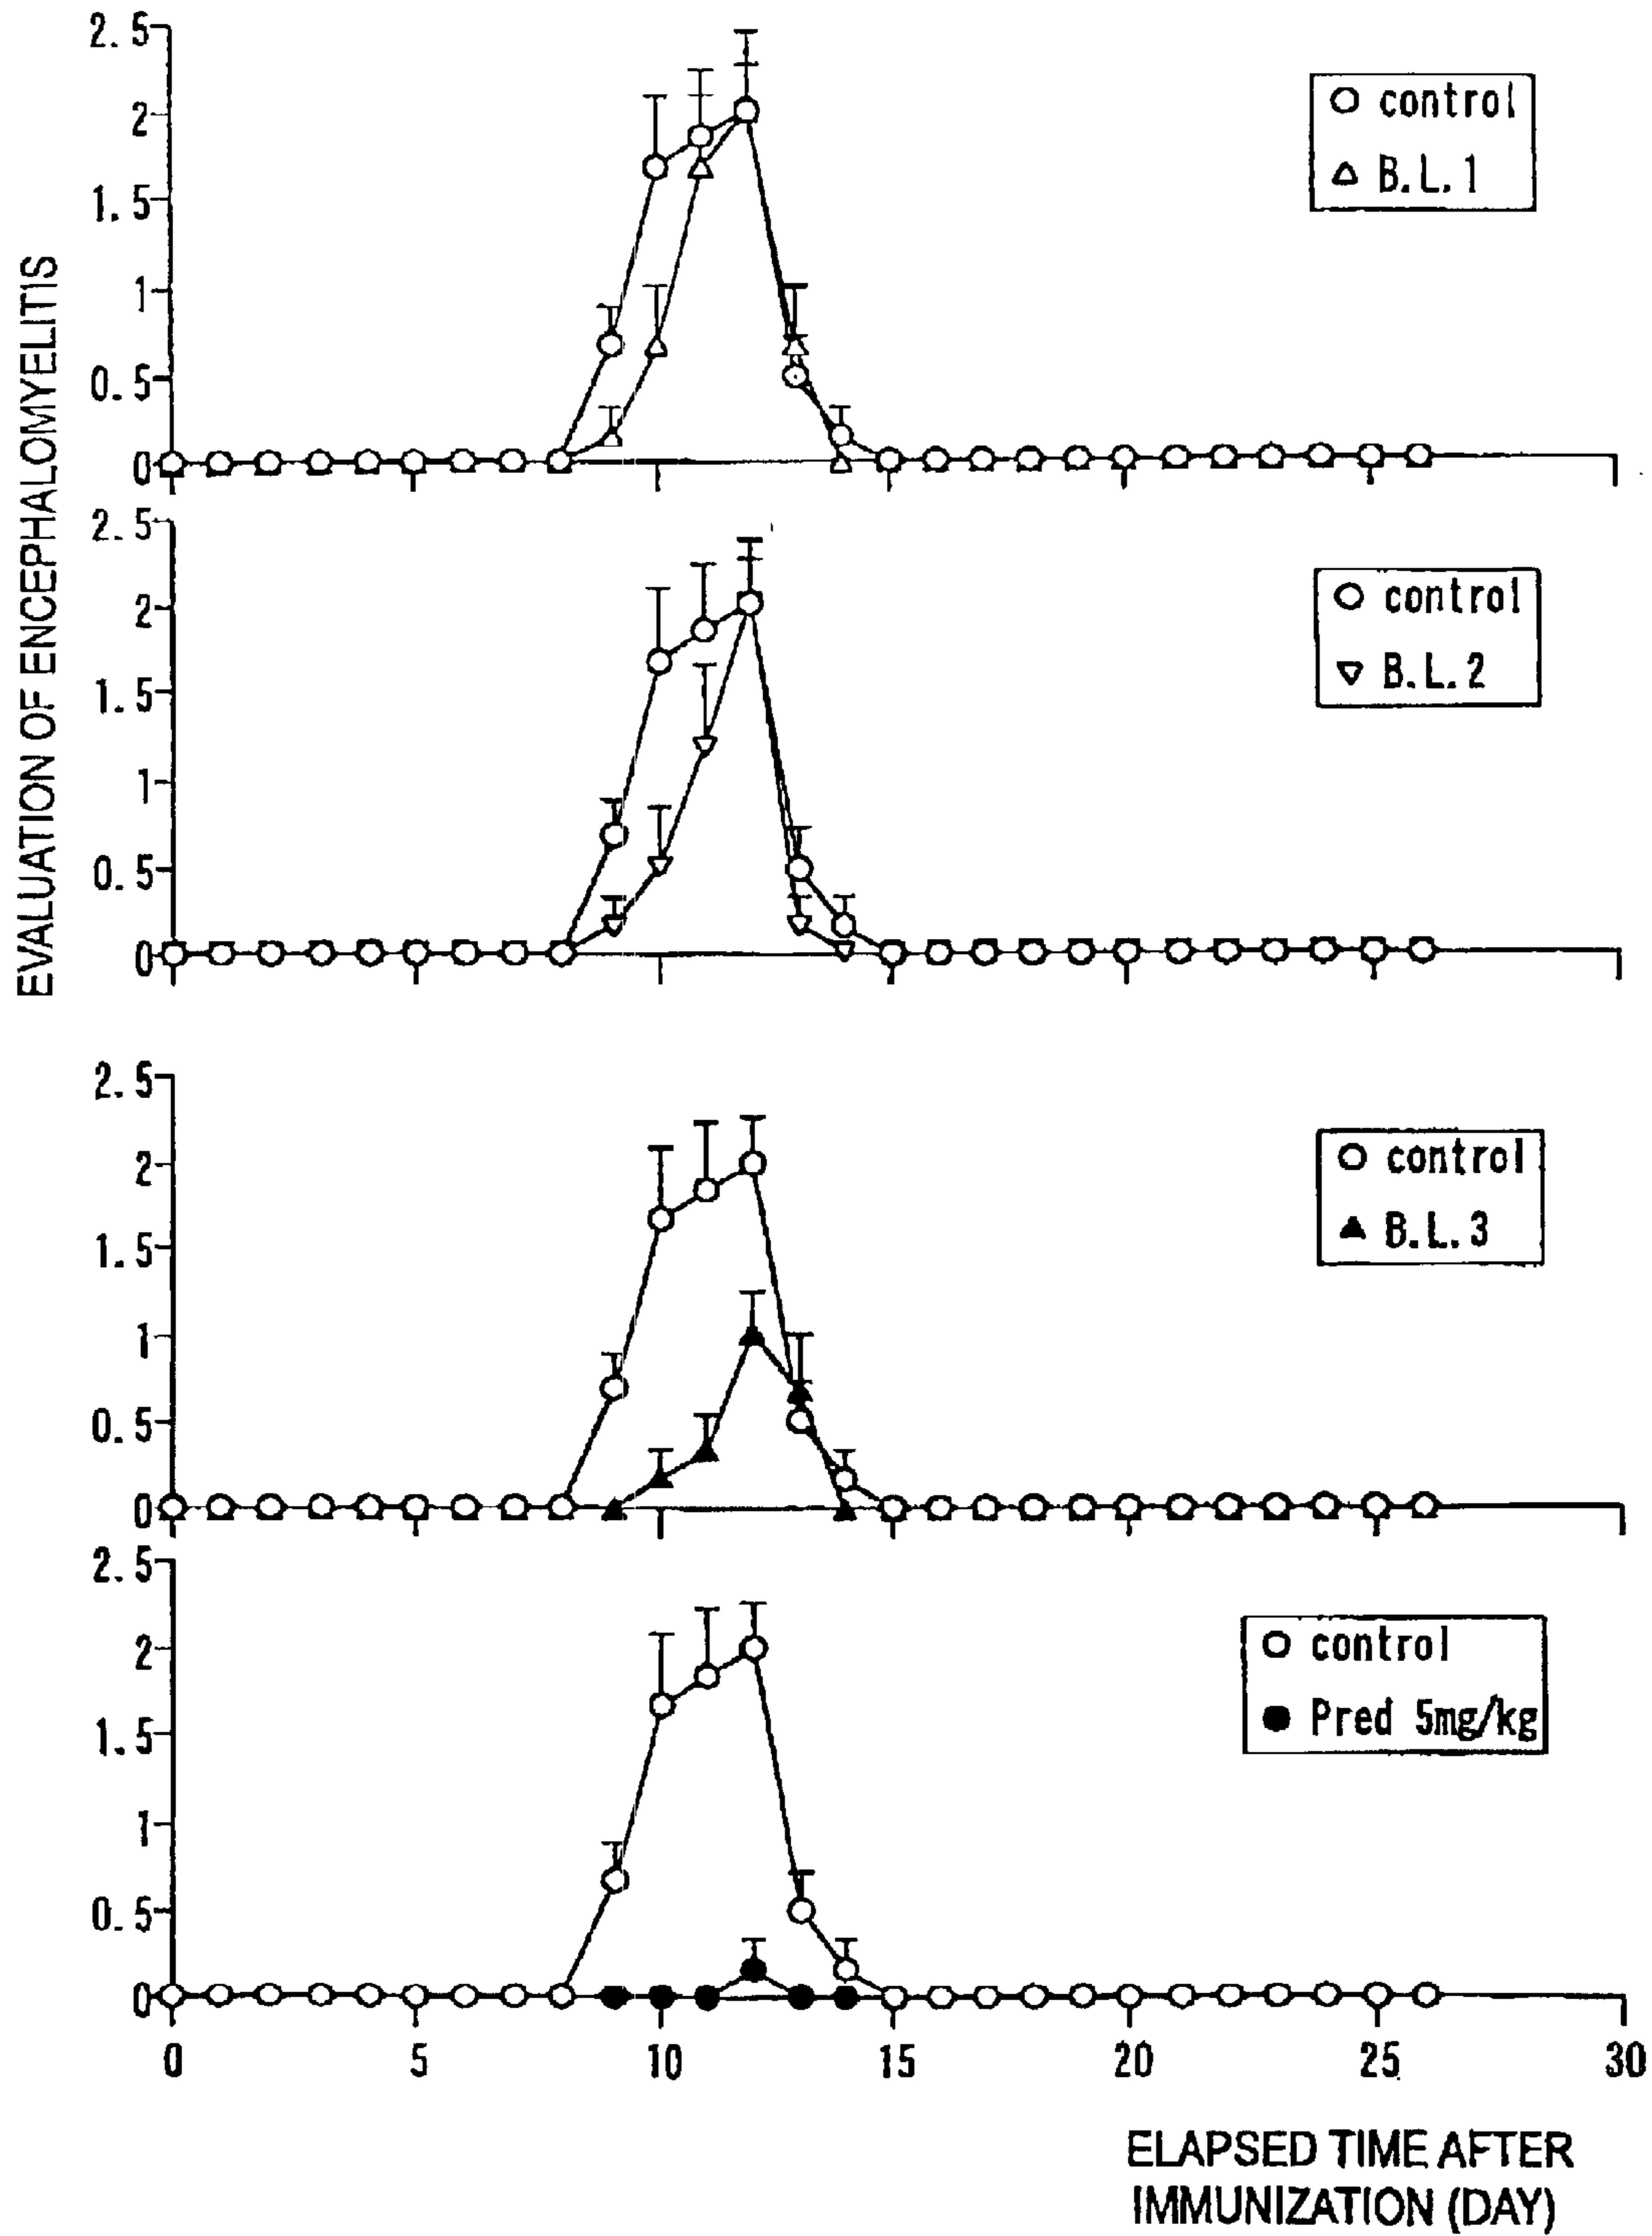 EVALUATION OF ENCEPHALOMYELITIS
2.5
2
1.5
1
0.5
0
control
B.L.1
2.5
2
1.5
1
0.5
0
control
B.L.2
2.5
2
1.5
1
0.5
0
control
B.L.3
2.5
2
1.5
1
0.5
0
control
Pred 5mg/kg
0 5 10 15 20 25 30
ELAPSED TIME AFTER
IMMUNIZATION (DAY)